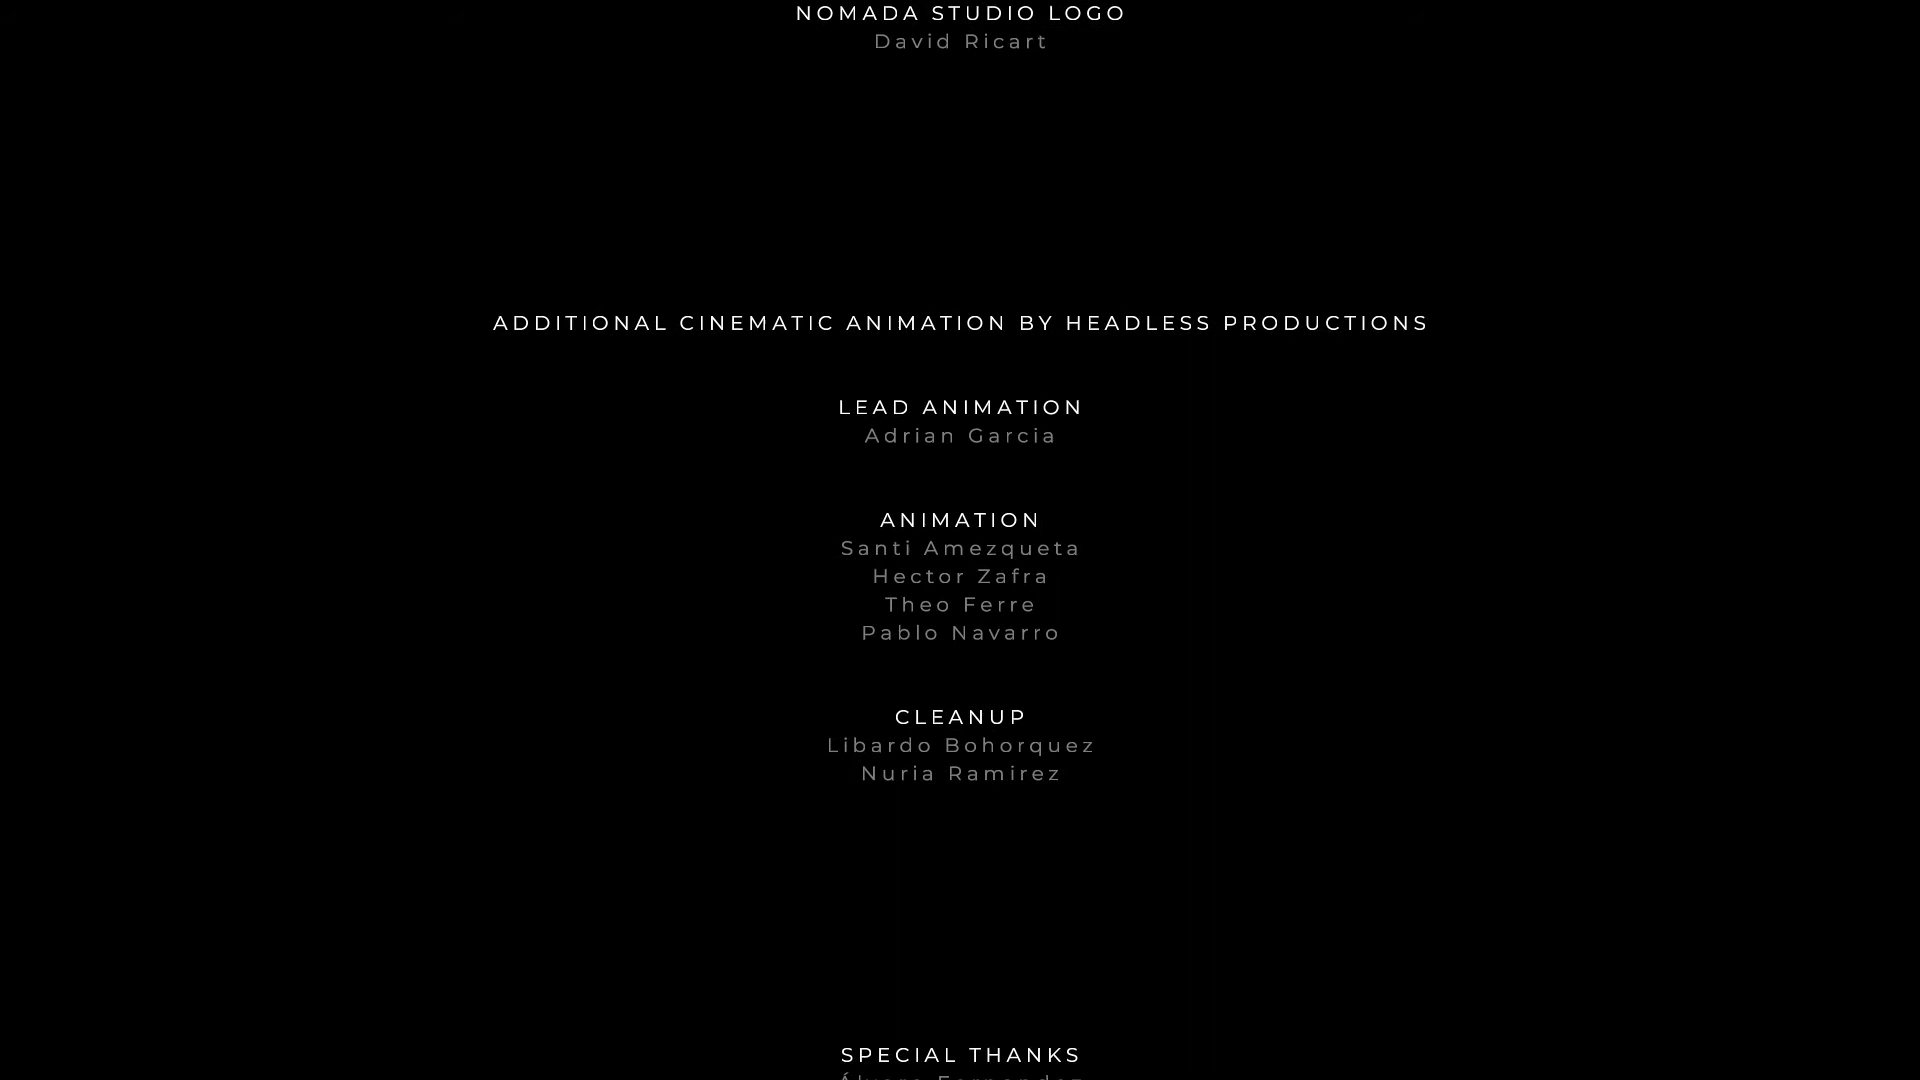 NOMADA STUDIO LOGO
David Ricart
ADDITIONAL CINEMATIC ANIMATION BY HEADLESS PRODUCTIONS
LEAD ANIMATION
Adrian Garcia
ANIMATION
Santi Amezqueta
Hector Zafra
Theo Ferre
Pablo Navarro
CLEANUP
Libardo Bohorquez
Nuria Ramirez
SPECIAL THANKS